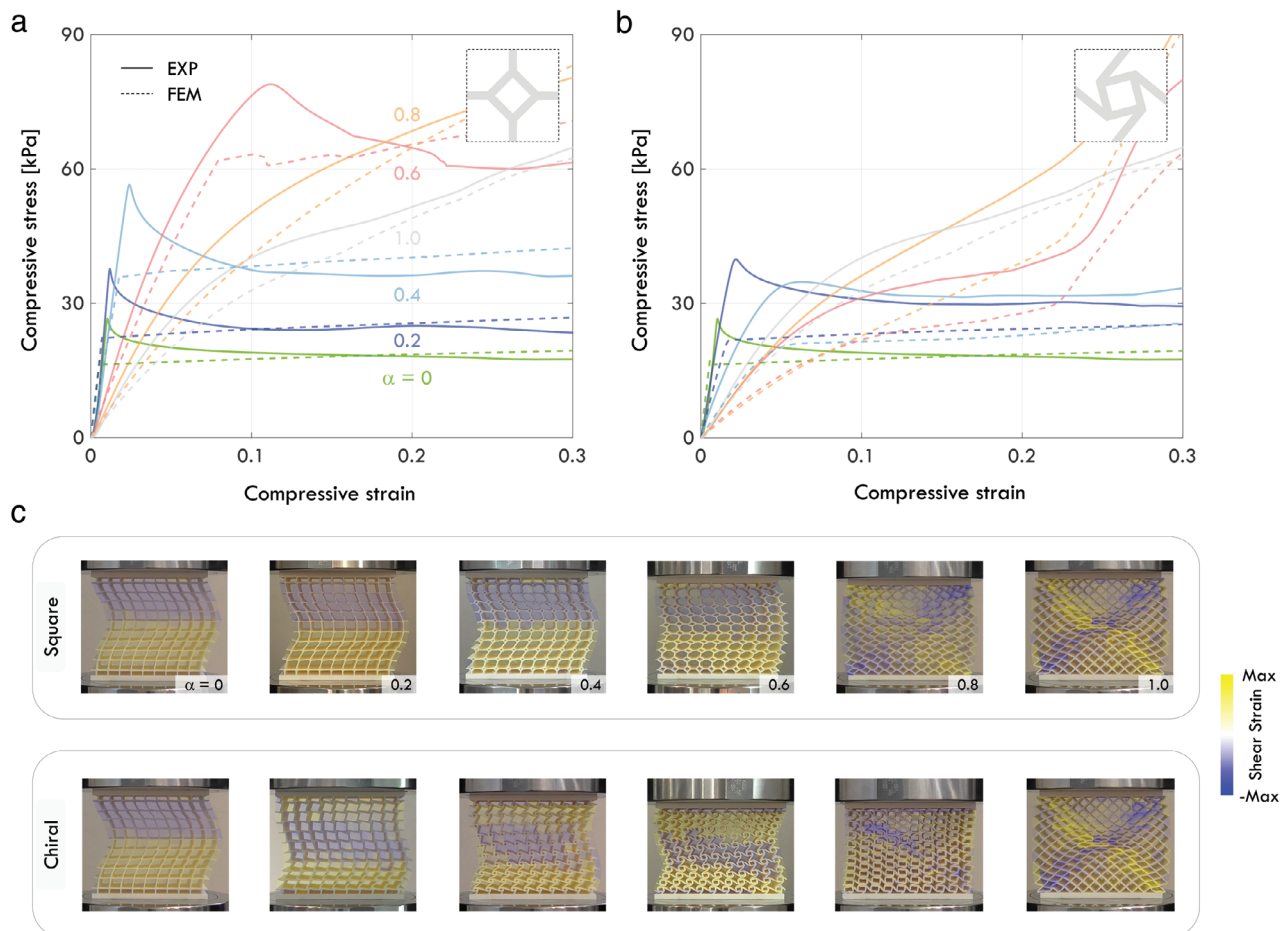 a
b
90
60
30
0
0
0.1
0.2
0.3
Compressive stress [kPa]
Compressive strain
EXP
FEM
0.8
0.6
1.0
0.4
0.2
α = 0
90
60
30
0
0
0.1
0.2
0.3
Compressive stress [kPa]
Compressive strain
c
Square
α = 0
0.2
0.4
0.6
0.8
1.0
Chiral
Max
Shear Strain
-Max